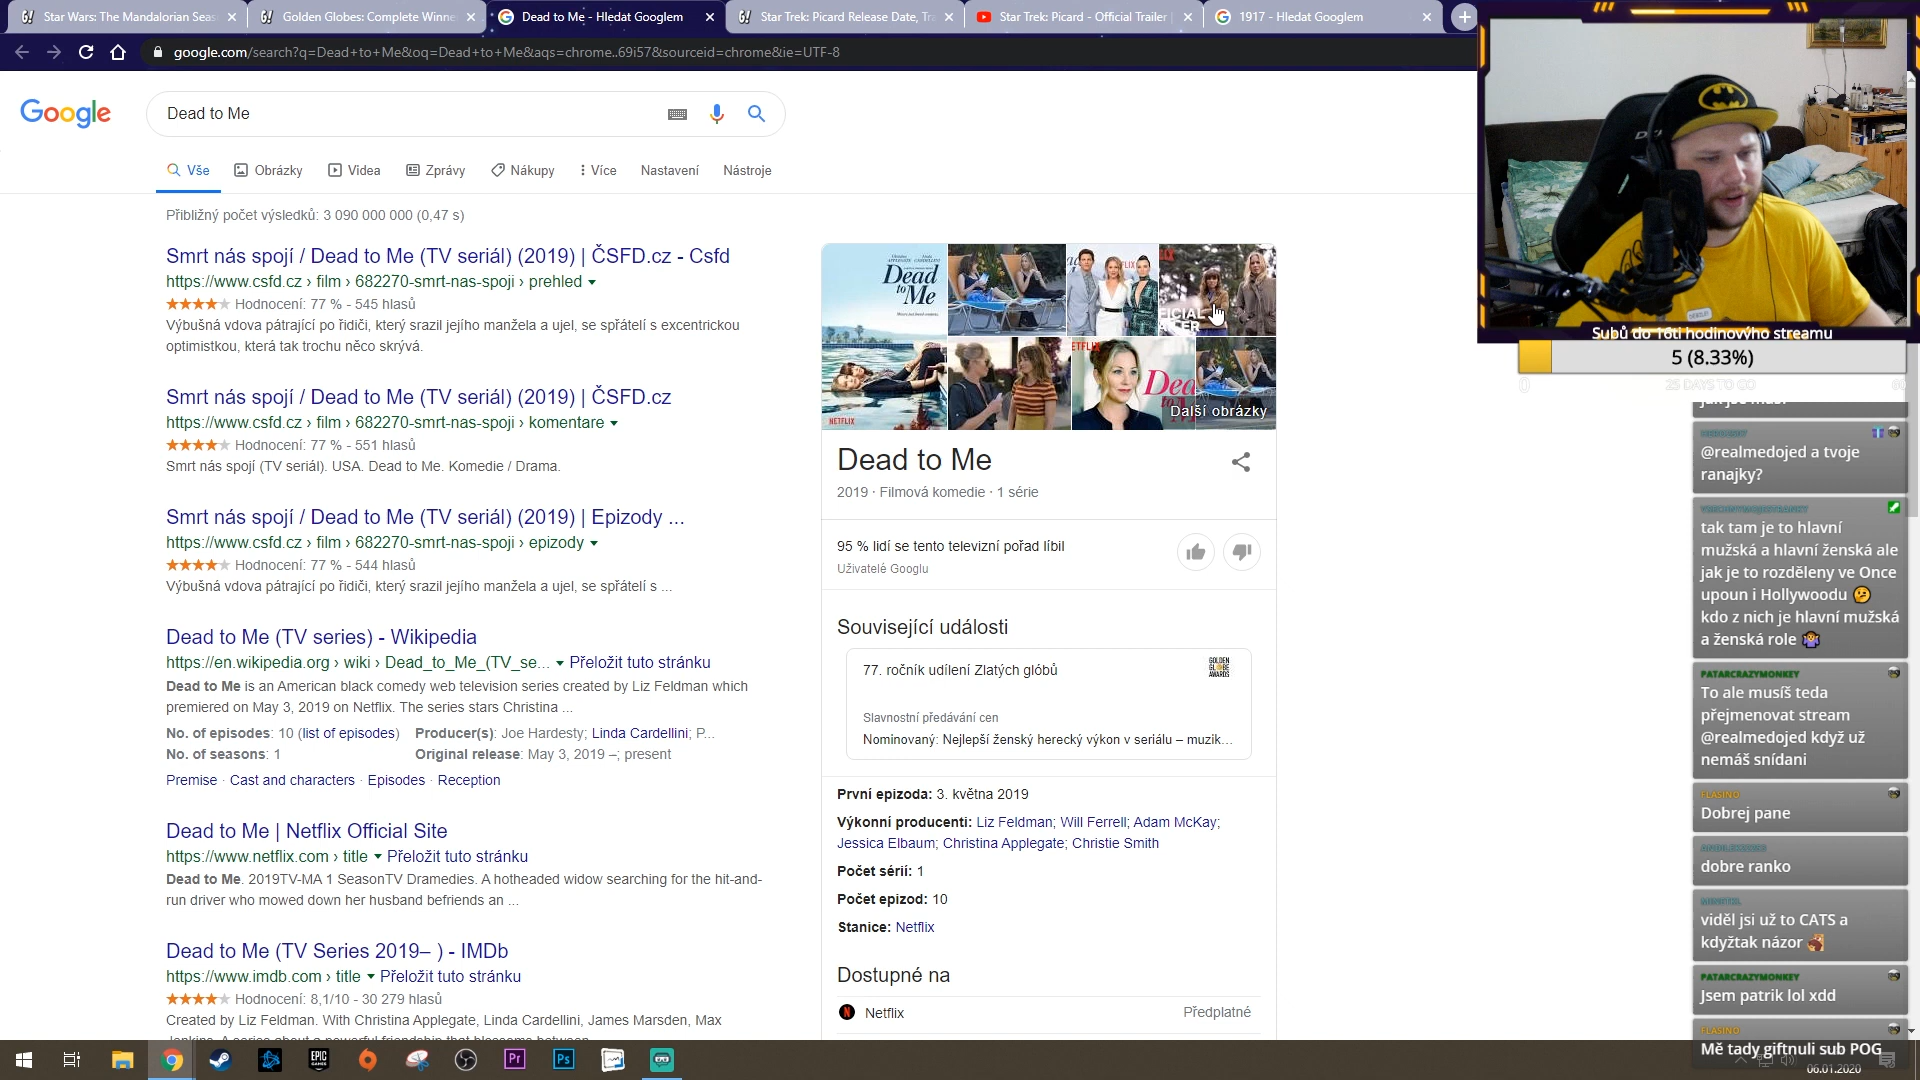 Star Wars: The Mandalorian Seas
Golden Globes: Complete Winne
Dead to Me - Hledat Googlem
Star Trek: Picard Release Date, Tra
Star Trek: Picard - Official Trailer
1917 - Hledat Googlem
google.com/search?q=Dead+to+Me&oq=Dead+to+Me&aqs=chrome..69i57&sourceid=chrome&ie=UTF-8
Google
Dead to Me
Vše
Obrázky
Videa
Zprávy
Nákupy
Více
Nastavení
Nástroje
Přibližný počet výsledků: 3 090 000 000 (0,47 s)
Smrt nás spojí / Dead to Me (TV seriál) (2019) | ČSFD.cz - Csfd
https://www.csfd.cz › film › 682270-smrt-nas-spoji › prehled
Hodnocení: 77 % - 545 hlasů
Výbušná vdova pátrající po řidiči, který srazil jejího manžela a ujel, se spřátelí s excentrickou
optimistkou, která tak trochu něco skrývá.
Smrt nás spojí / Dead to Me (TV seriál) (2019) | ČSFD.cz
https://www.csfd.cz › film › 682270-smrt-nas-spoji › komentare
Hodnocení: 77 % - 551 hlasů
Smrt nás spojí (TV seriál). USA. Dead to Me. Komedie / Drama.
Smrt nás spojí / Dead to Me (TV seriál) (2019) | Epizody ...
https://www.csfd.cz › film › 682270-smrt-nas-spoji › epizody
Hodnocení: 77 % - 544 hlasů
Výbušná vdova pátrající po řidiči, který srazil jejího manžela a ujel, se spřátelí s ...
Dead to Me (TV series) - Wikipedia
https://en.wikipedia.org › wiki › Dead_to_Me_(TV_se... Přeložit tuto stránku
Dead to Me is an American black comedy web television series created by Liz Feldman which
premiered on May 3, 2019 on Netflix. The series stars Christina ...
No. of episodes: 10 (list of episodes) Producer(s): Joe Hardesty; Linda Cardellini; P...
No. of seasons: 1 Original release: May 3, 2019 –; present
Premise · Cast and characters · Episodes · Reception
Dead to Me | Netflix Official Site
https://www.netflix.com › title Přeložit tuto stránku
Dead to Me. 2019TV-MA 1 SeasonTV Dramedies. A hotheaded widow searching for the hit-and-
run driver who mowed down her husband befriends an ...
Dead to Me (TV Series 2019– ) - IMDb
https://www.imdb.com › title Přeložit tuto stránku
Hodnocení: 8,1/10 - 30 279 hlasů
Created by Liz Feldman. With Christina Applegate, Linda Cardellini, James Marsden, Max
Dead to Me
NETFLIX
Další obrázky
Dead to Me
2019 · Filmová komedie · 1 série
95 % lidí se tento televizní pořad líbil
Uživatelé Googlu
Související události
77. ročník udílení Zlatých glóbů
GOLDEN GLOBE AWARDS
Slavnostní předávání cen
Nominovaný: Nejlepší ženský herecký výkon v seriálu – muzik...
První epizoda: 3. května 2019
Výkonní producenti: Liz Feldman; Will Ferrell; Adam McKay;
Jessica Elbaum; Christina Applegate; Christie Smith
Počet sérií: 1
Počet epizod: 10
Stanice: Netflix
Dostupné na
Netflix
Předplatné
Subů do 16ti hodinového streamu
5 (8.33%)
0
25 DAYS TO GO
60
@realmedojed a tvoje
ranajky?
tak tam je to hlavní
mužská a hlavní ženská ale
jak je to rozděleny ve Once
upoun i Hollywoodu
kdo z nich je hlavní mužská
a ženská role
PATARCRAZYMONKEY
To ale musíš teda
přejmenovat stream
@realmedojed když už
nemáš snídani
FLASINO
Dobrej pane
dobre ranko
viděl jsi už to CATS a
kdyžtak názor
PATARCRAZYMONKEY
Jsem patrik lol xdd
FLASINO
Mě tady giftnuli sub POG
EPIC GAMES
Pr
Ps
06.01.2020